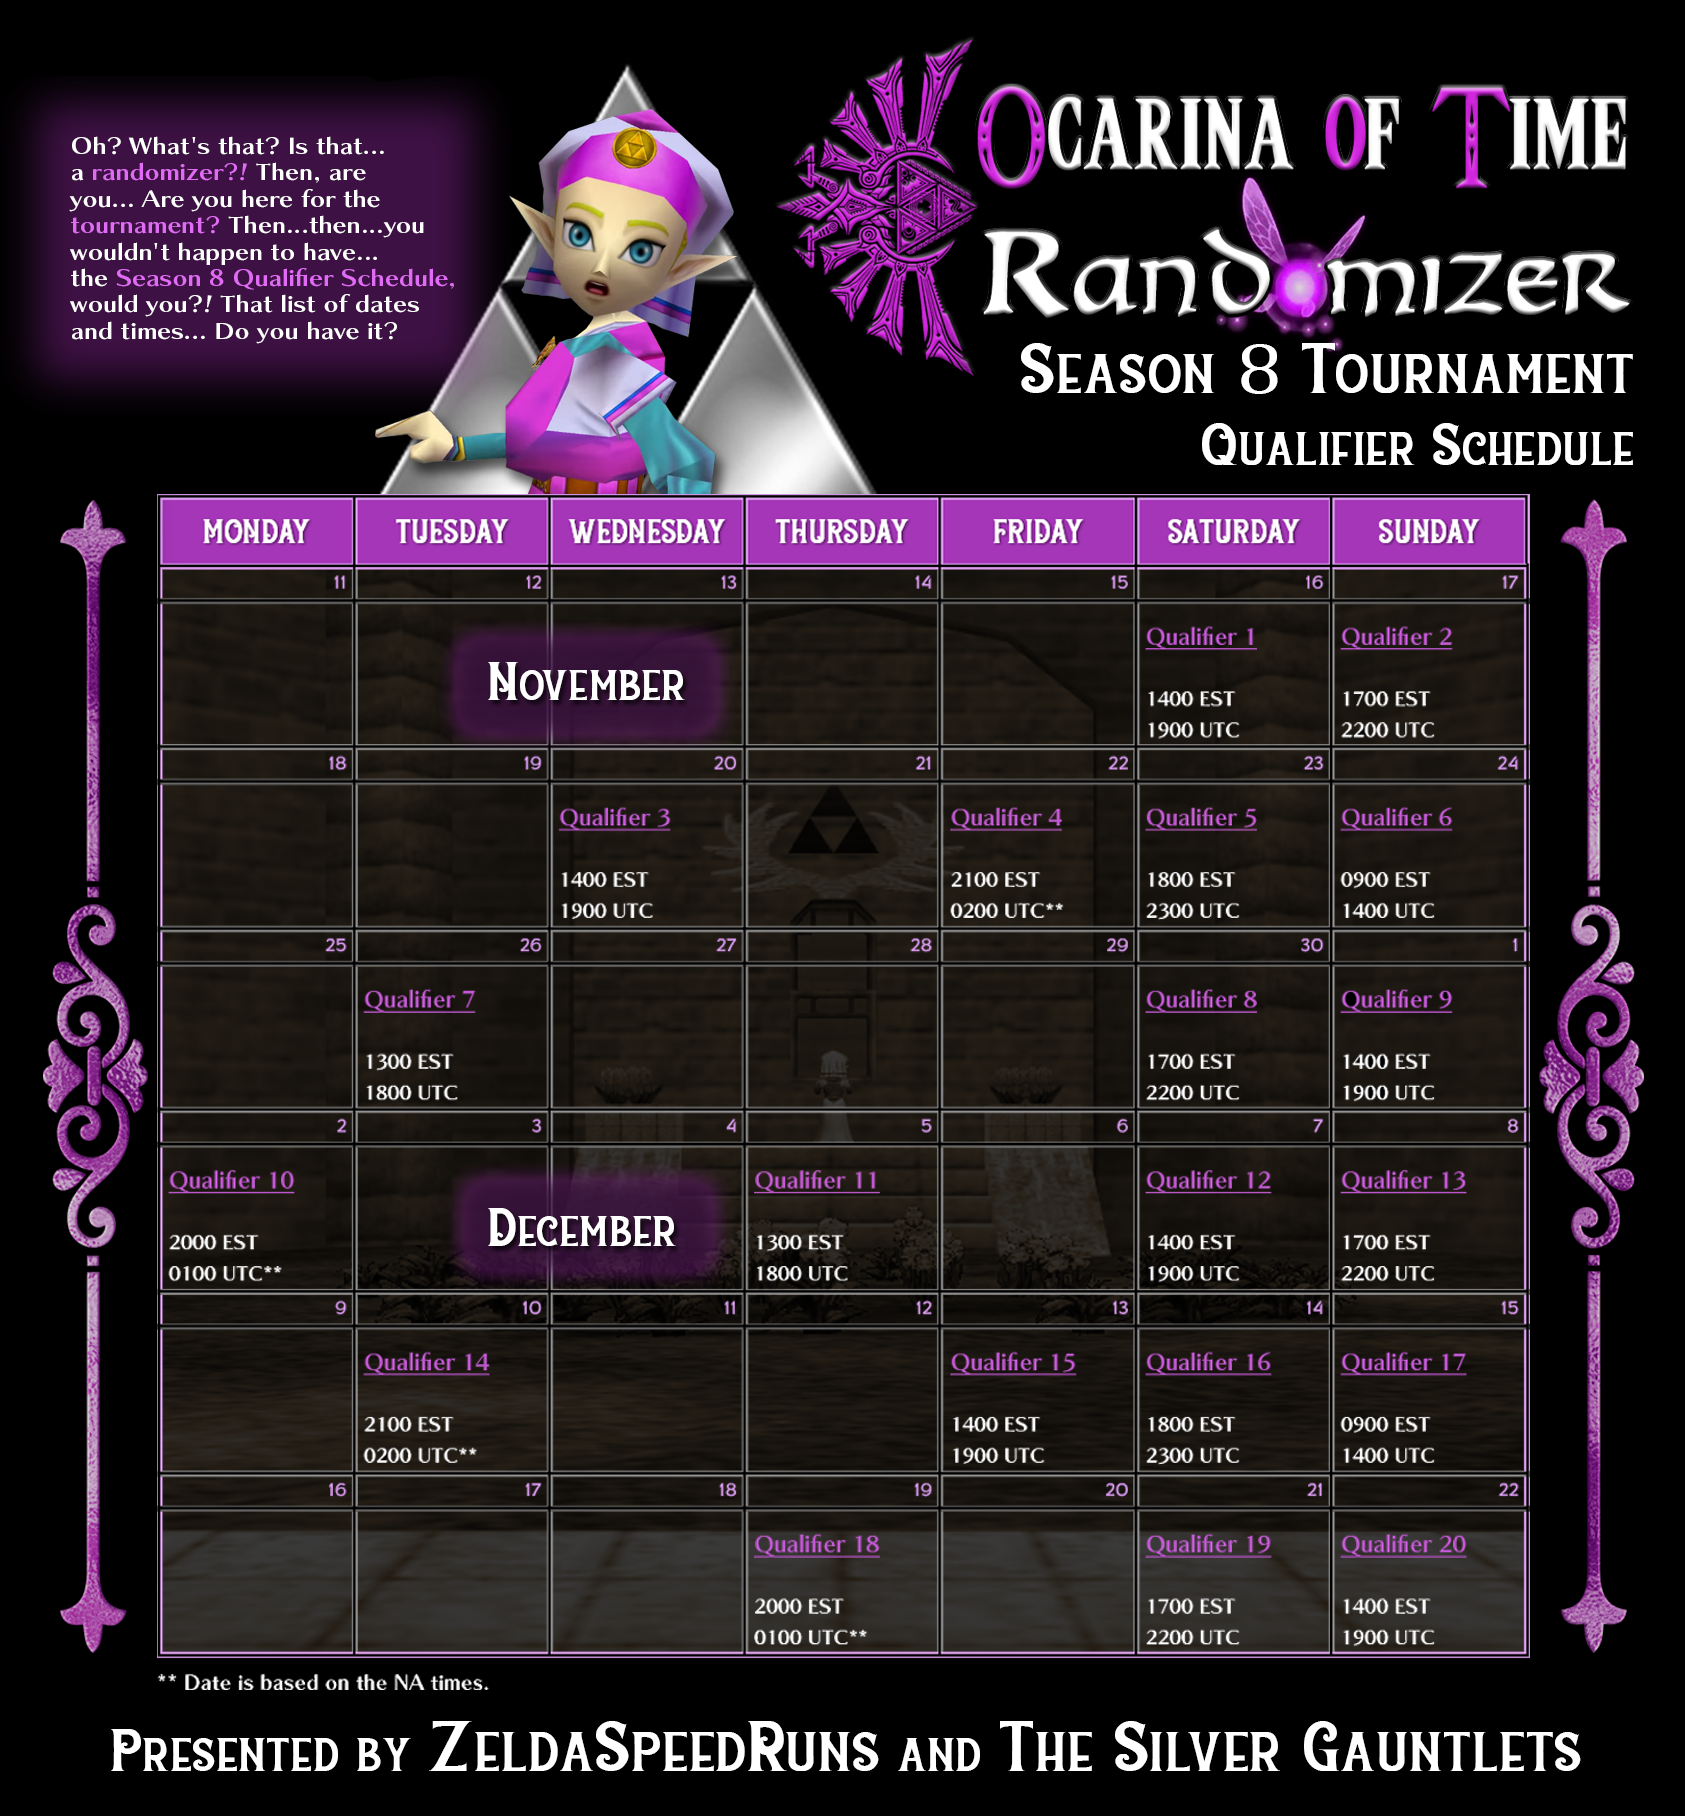 Oh? What's that? Is that...
a randomizer?! Then, are
you... Are you here for the
tournament? Then...then...you
wouldn't happen to have...
the Season 8 Qualifier Schedule,
would you?! That list of dates
and times... Do you have it?
Ocarina of Time
Randomizer
Season 8 Tournament
Qualifier Schedule
MONDAY TUESDAY WEDNESDAY THURSDAY FRIDAY SATURDAY SUNDAY
11 12 13 14 15 16 17
Qualifier 1 Qualifier 2
November
1400 EST 1700 EST
1900 UTC 2200 UTC
18 19 20 21 22 23 24
Qualifier 3 Qualifier 4 Qualifier 5 Qualifier 6
1400 EST 2100 EST 1800 EST 0900 EST
1900 UTC 0200 UTC** 2300 UTC 1400 UTC
25 26 27 28 29 30 1
Qualifier 7 Qualifier 8 Qualifier 9
1300 EST 1700 EST 1400 EST
1800 UTC 2200 UTC 1900 UTC
2 3 4 5 6 7 8
Qualifier 10 Qualifier 11 Qualifier 12 Qualifier 13
December
2000 EST 1300 EST 1400 EST 1700 EST
0100 UTC** 1800 UTC 1900 UTC 2200 UTC
9 10 11 12 13 14 15
Qualifier 14 Qualifier 15 Qualifier 16 Qualifier 17
2100 EST 1400 EST 1800 EST 0900 EST
0200 UTC** 1900 UTC 2300 UTC 1400 UTC
16 17 18 19 20 21 22
Qualifier 18 Qualifier 19 Qualifier 20
2000 EST 1700 EST 1400 EST
0100 UTC** 2200 UTC 1900 UTC
** Date is based on the NA times.
Presented by ZeldaSpeedRuns and The Silver Gauntlets